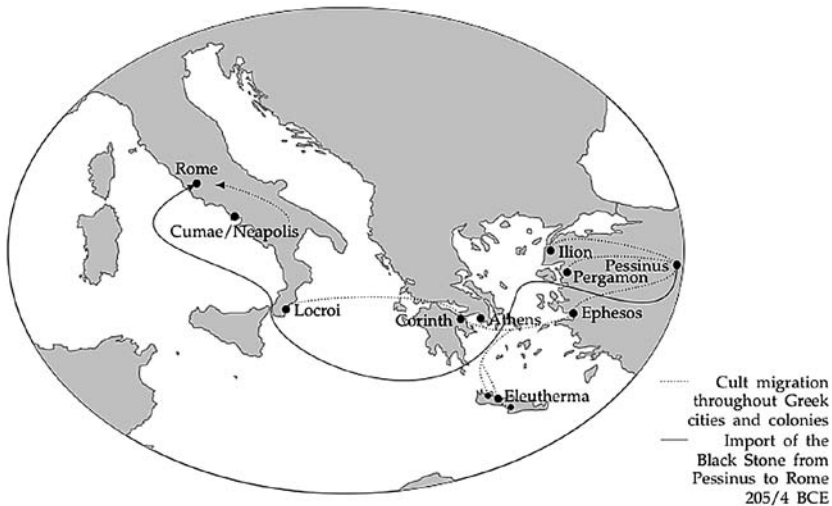 Rome
Cumae/Neapolis
Ilion
Pessinus
Pergamon
Locroi
Corinth
Athens
Ephesos
Eleutherma
Cult migration
throughout Greek
cities and colonies
Import of the
Black Stone from
Pessinus to Rome
205/4 BCE